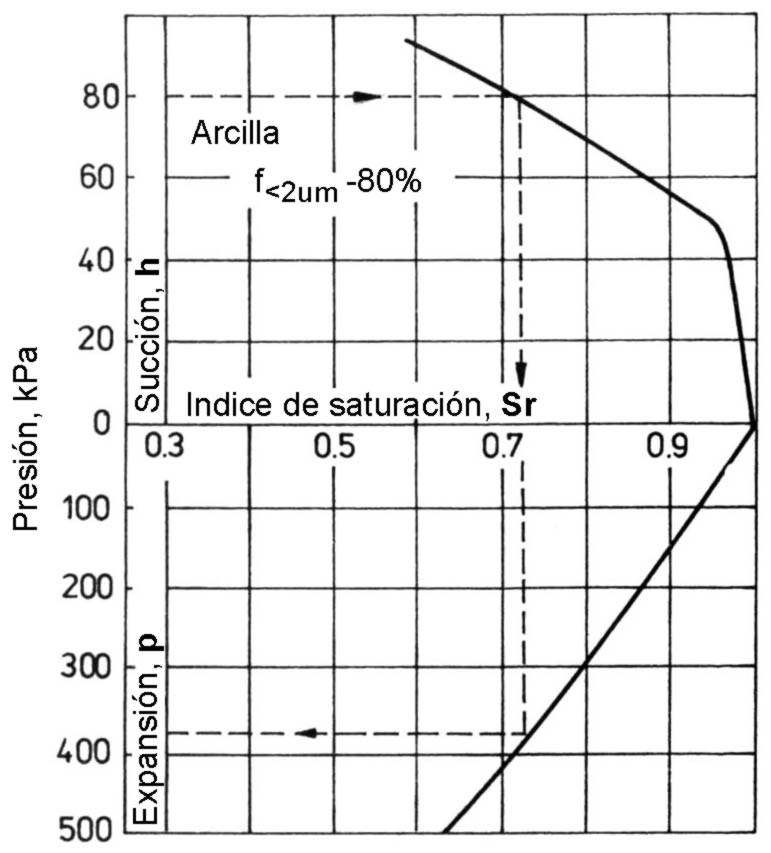 80
Arcilla
60
f<2um -80%
40
20
Succión, h
Presión, kPa
Indice de saturación, Sr
0
0.3 0.5 0.7 0.9
100
200
300
400
500
Expansión, p